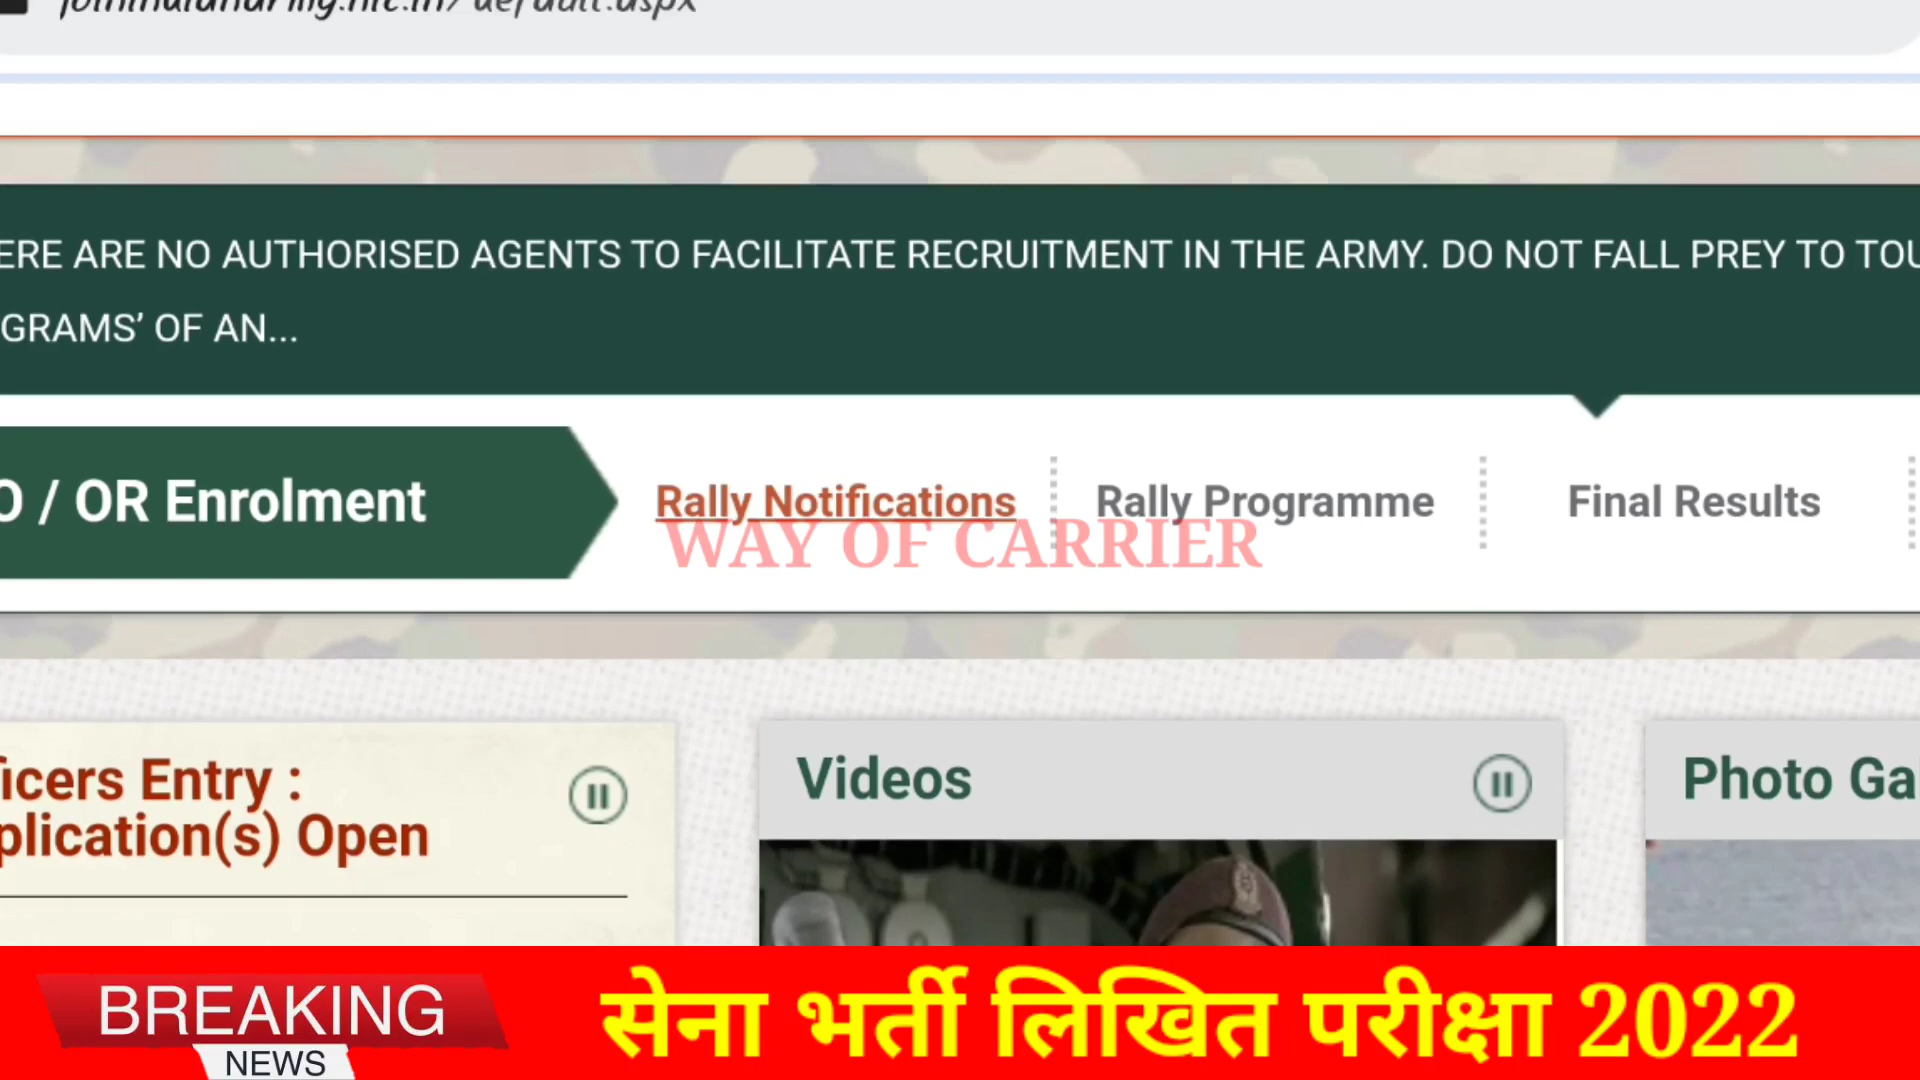 ERE ARE NO AUTHORISED AGENTS TO FACILITATE RECRUITMENT IN THE ARMY. DO NOT FALL PREY TO TOU
GRAMS’ OF AN...
O / OR Enrolment
Rally Notifications
Rally Programme
Final Results
WAY OF CARRIER
ficers Entry :
plication(s) Open
Videos
Photo Ga
BREAKING
NEWS
सेना भर्ती लिखित परीक्षा 2022